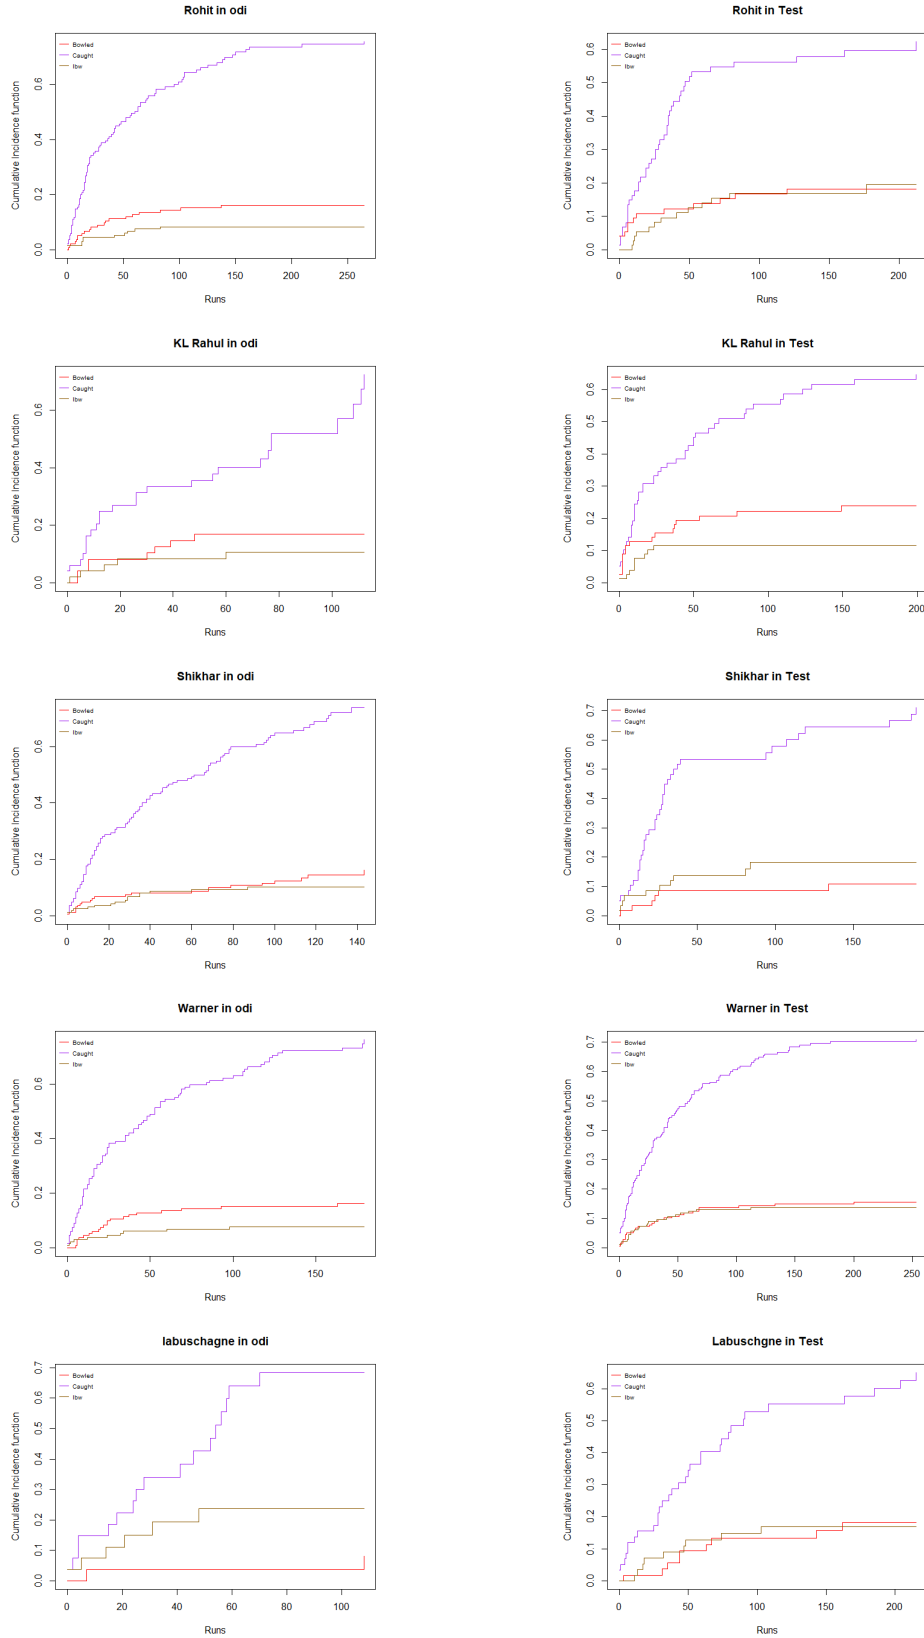 Rohit in odi
Bowled
Caught
lbw
Cumulative Incidence function
0.0 0.2 0.4 0.6
0 50 100 150 200 250
Runs
Rohit in Test
Bowled
Caught
lbw
Cumulative Incidence function
0.0 0.1 0.2 0.3 0.4 0.5 0.6
0 50 100 150 200
Runs
KL Rahul in odi
Bowled
Caught
lbw
Cumulative Incidence function
0.0 0.2 0.4 0.6
0 20 40 60 80 100
Runs
KL Rahul in Test
Bowled
Caught
lbw
Cumulative Incidence function
0.0 0.1 0.2 0.3 0.4 0.5 0.6
0 50 100 150 200
Runs
Shikhar in odi
Bowled
Caught
lbw
Cumulative Incidence function
0.0 0.2 0.4 0.6
0 20 40 60 80 100 120 140
Runs
Shikhar in Test
Bowled
Caught
lbw
Cumulative Incidence function
0.0 0.1 0.2 0.3 0.4 0.5 0.6 0.7
0 50 100 150
Runs
Warner in odi
Bowled
Caught
lbw
Cumulative Incidence function
0.0 0.2 0.4 0.6
0 50 100 150
Runs
Warner in Test
Bowled
Caught
lbw
Cumulative Incidence function
0.0 0.1 0.2 0.3 0.4 0.5 0.6 0.7
0 50 100 150 200 250
Runs
labuschagne in odi
Bowled
Caught
lbw
Cumulative Incidence function
0.0 0.1 0.2 0.3 0.4 0.5 0.6 0.7
0 20 40 60 80 100
Runs
Labuschgne in Test
Bowled
Caught
lbw
Cumulative Incidence function
0.0 0.1 0.2 0.3 0.4 0.5 0.6
0 50 100 150 200
Runs